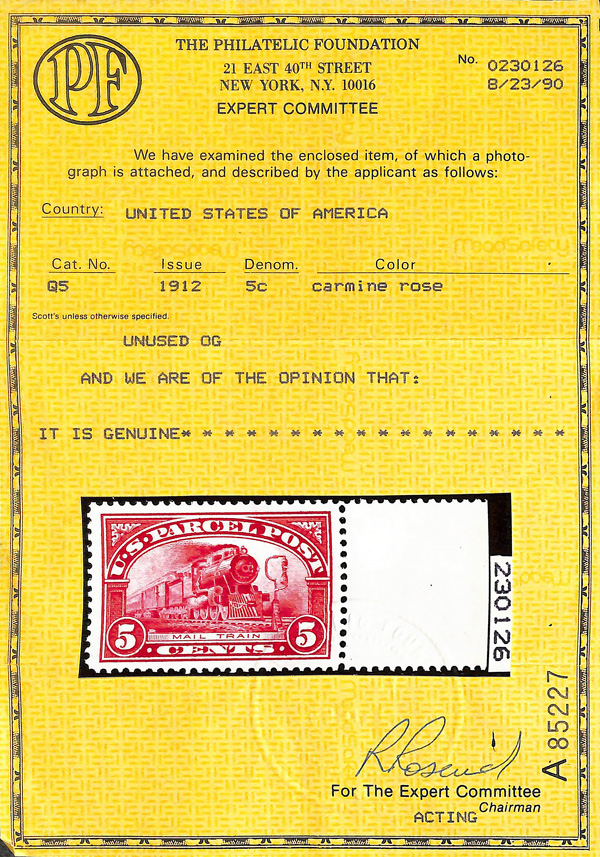 PF
THE PHILATELIC FOUNDATION
21 EAST 40TH STREET
NEW YORK, N.Y. 10016
EXPERT COMMITTEE
No. 0230126
8/23/90
We have examined the enclosed item, of which a photo-
graph is attached, and described by the applicant as follows:
Country: UNITED STATES OF AMERICA
Cat. No. Issue Denom. Color
Q5 1912 5c carmine rose
Scott's unless otherwise specified.
UNUSED OG
AND WE ARE OF THE OPINION THAT:
IT IS GENUINE* * * * * * * * * * * * * * * * * *
U.S. PARCEL POST
MAIL TRAIN
5 CENTS 5
230126
A 85227
For The Expert Committee
Chairman
ACTING